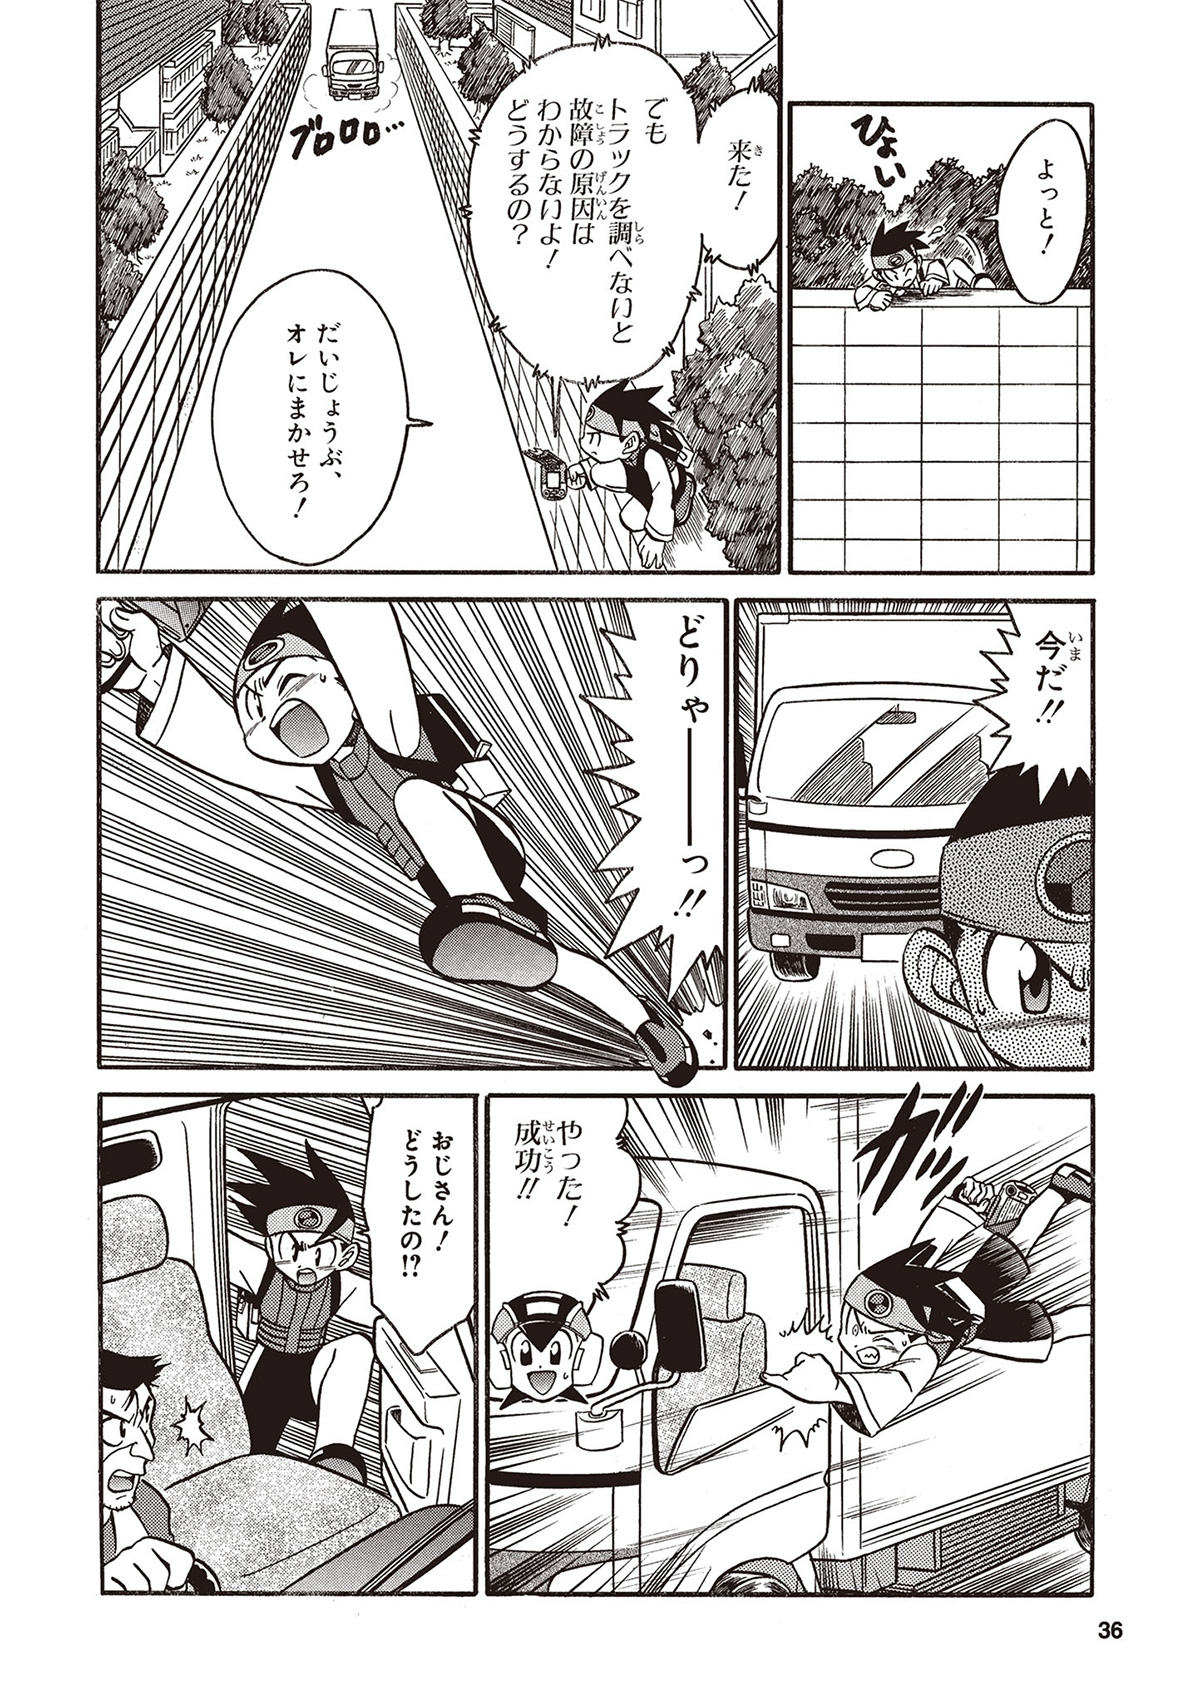 よっと！
ひょい
来た！
でも
トラックを調べないと
故障の原因は
わからないよ！
どうするの？
ブロロロ…
だいじょうぶ、
オレにまかせろ！
今だ!!
どりゃーーーっ!!
ガッ
やった！
成功!!
おじさん！
どうしたの!?
36